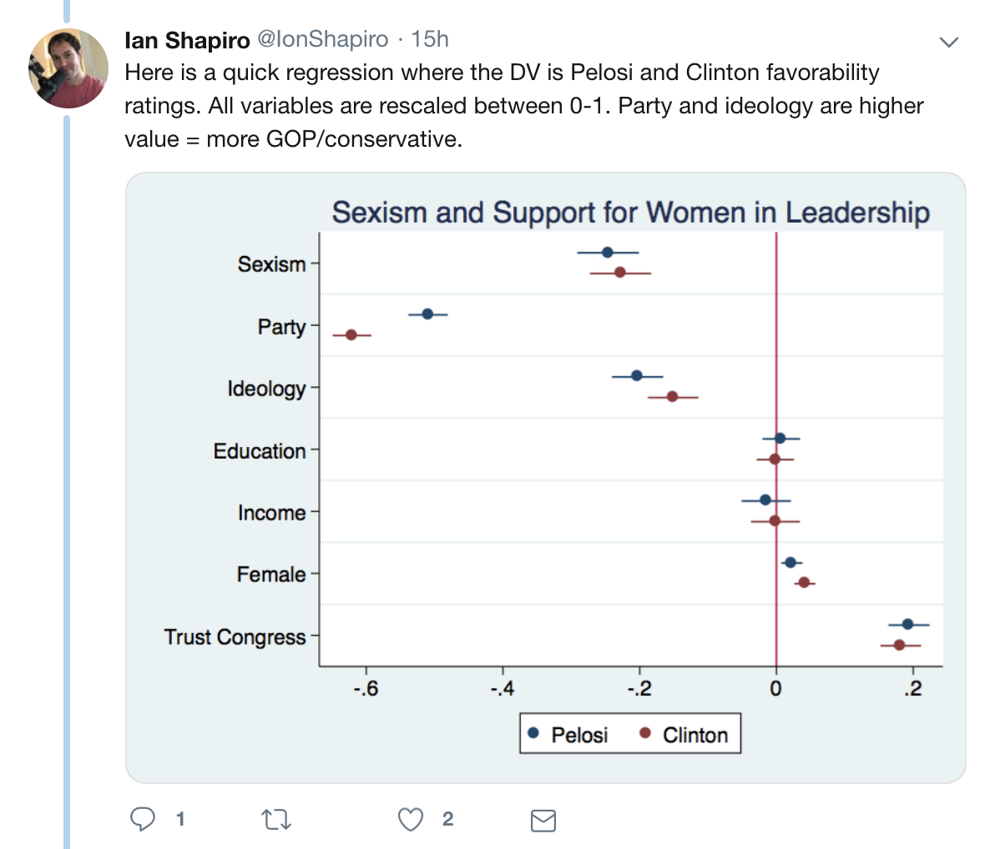 Ian Shapiro @IonShapiro · 15h
Here is a quick regression where the DV is Pelosi and Clinton favorability
ratings. All variables are rescaled between 0-1. Party and ideology are higher
value = more GOP/conservative.
Sexism and Support for Women in Leadership
Sexism
Party
Ideology
Education
Income
Female
Trust Congress
-.6 -.4 -.2 0 .2
Pelosi Clinton
1 2